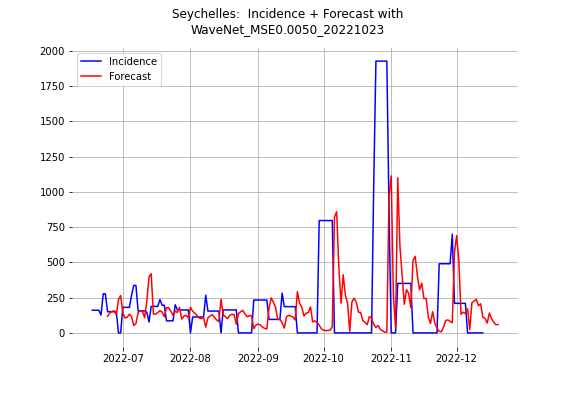 Seychelles:  Incidence + Forecast with
WaveNet_MSE0.0050_20221023
Incidence
Forecast
2000
1750
1500
1250
1000
750
500
250
0
2022-07 2022-08 2022-09 2022-10 2022-11 2022-12